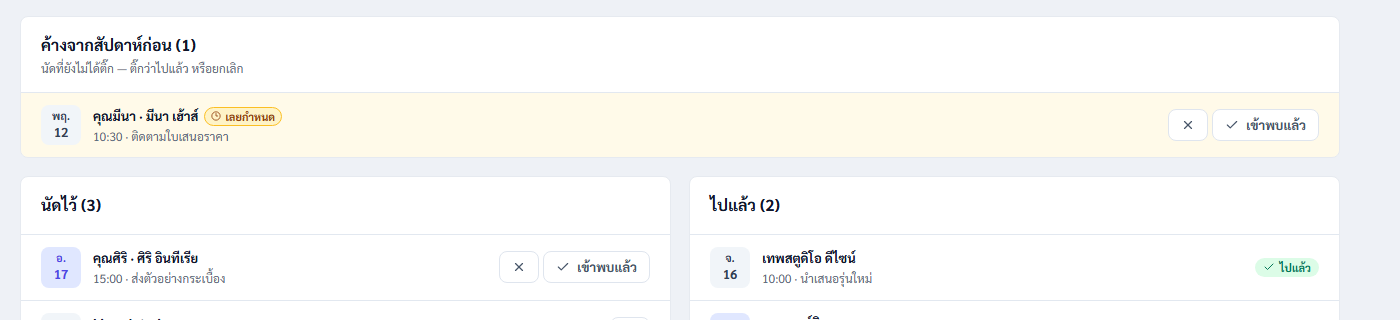 ค้างจากสัปดาห์ก่อน (1)
นัดที่ยังไม่ได้ติ๊ก — ติ๊กว่าไปแล้ว หรือยกเลิก
พฤ.
12
คุณมีนา · มีนา เฮ้าส์
เลยกำหนด
10:30 · ติดตามใบเสนอราคา
เข้าพบแล้ว
นัดไว้ (3)
อ.
17
คุณศิริ · ศิริ อินทีเรีย
15:00 · ส่งตัวอย่างกระเบื้อง
เข้าพบแล้ว
ไปแล้ว (2)
จ.
16
เทพสตูดิโอ ดีไซน์
10:00 · นำเสนอรุ่นใหม่
ไปแล้ว